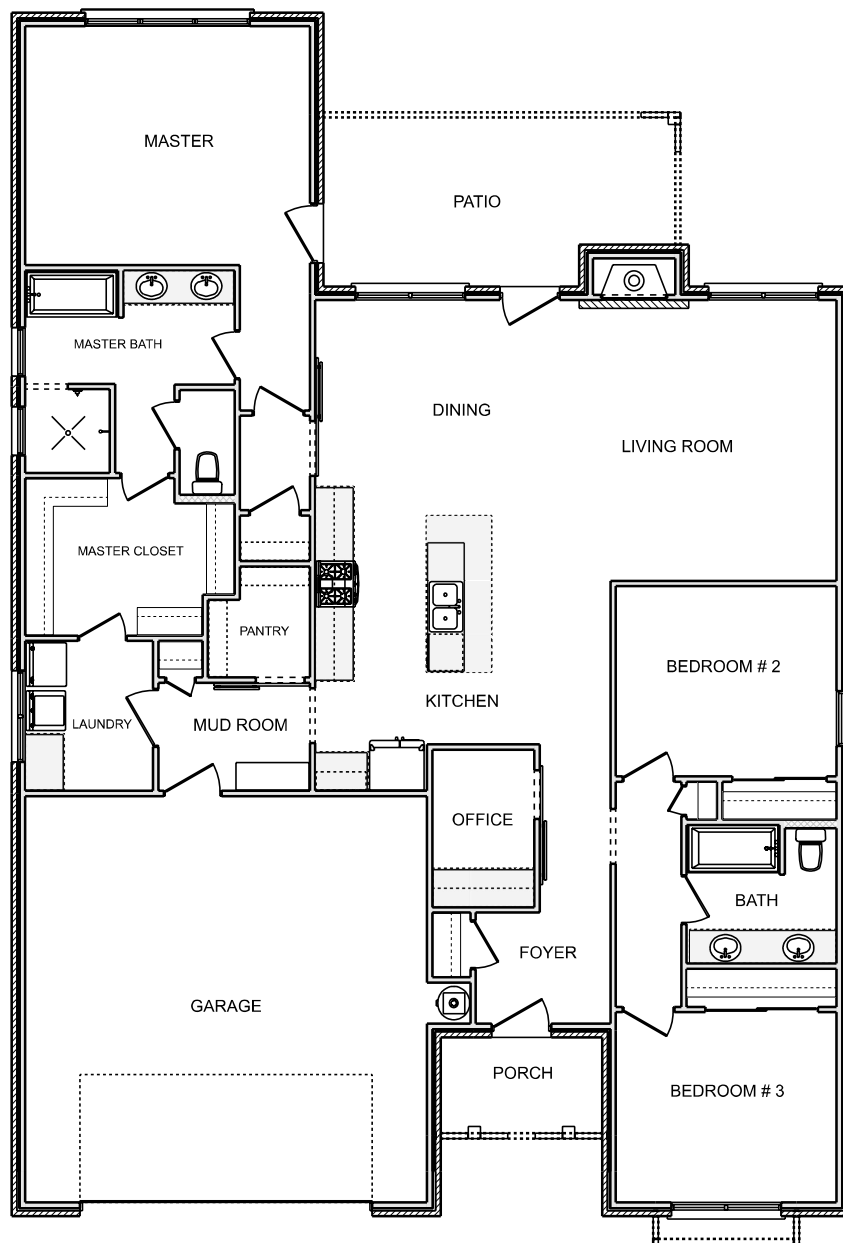 MASTER
PATIO
MASTER BATH
DINING
LIVING ROOM
MASTER CLOSET
PANTRY
BEDROOM # 2
KITCHEN
LAUNDRY
MUD ROOM
OFFICE
BATH
FOYER
GARAGE
PORCH
BEDROOM # 3